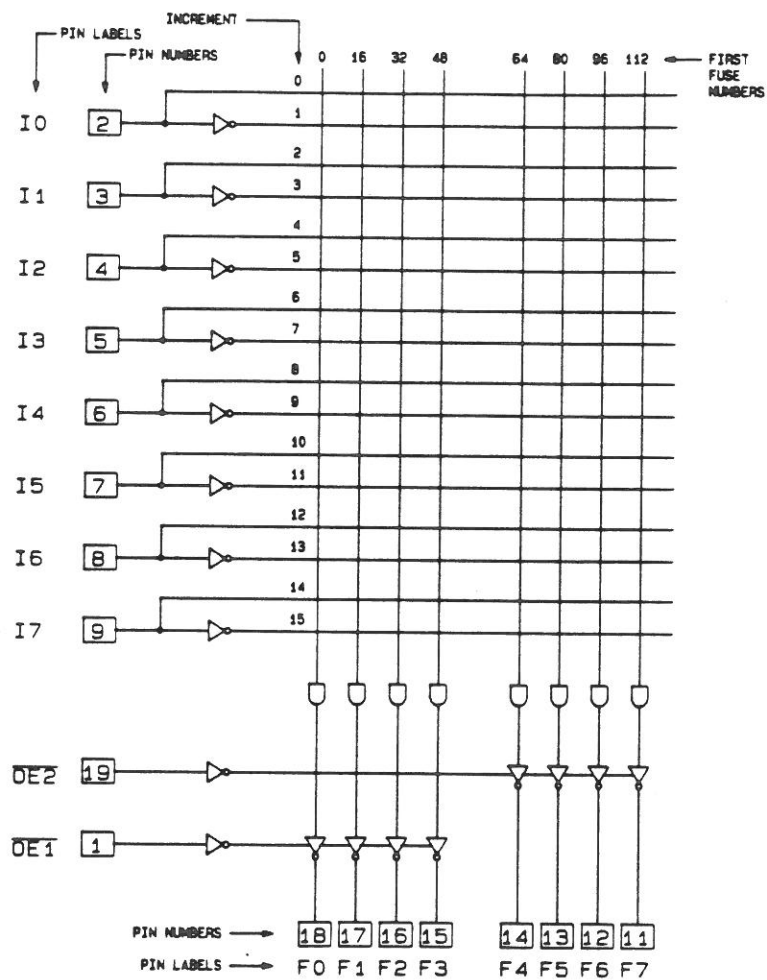 INCREMENT
PIN LABELS
PIN NUMBERS
0 16 32 48 64 80 96 112
FIRST
FUSE
NUMBERS
0
I0 2 1
2
I1 3 3
4
I2 4 5
6
I3 5 7
8
I4 6 9
10
I5 7 11
12
I6 8 13
14
I7 9 15
OE2 19
OE1 1
PIN NUMBERS 18 17 16 15 14 13 12 11
PIN LABELS F0 F1 F2 F3 F4 F5 F6 F7